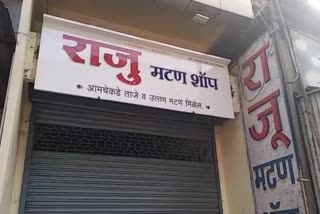 राजु मटण शॉप
आमचेकडे ताजे व उत्तम मटण मिळेल.
राजू
मटण
शॉप